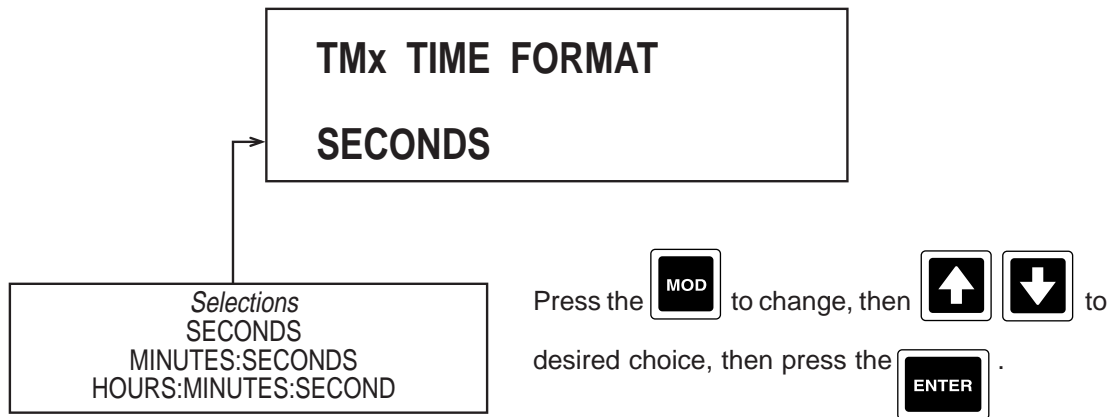 TMx TIME FORMAT
SECONDS
Selections
SECONDS
MINUTES:SECONDS
HOURS:MINUTES:SECOND
Press the MOD to change, then to
desired choice, then press the ENTER .